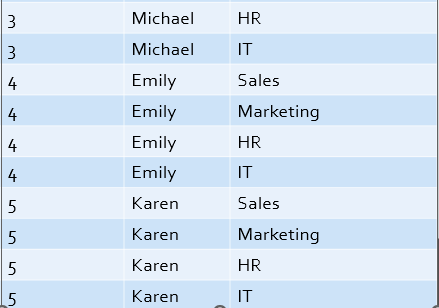 3 Michael HR
3 Michael IT
4 Emily Sales
4 Emily Marketing
4 Emily HR
4 Emily IT
5 Karen Sales
5 Karen Marketing
5 Karen HR
5 Karen IT